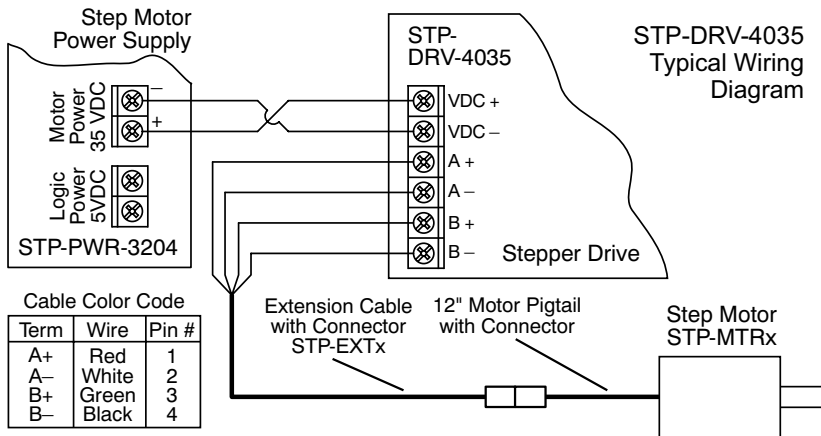 Step Motor
Power Supply
Motor
Power
35 VDC
−
+
Logic
Power
5VDC
STP-PWR-3204
STP-
DRV-4035
VDC +
VDC −
A +
A −
B +
B −
Stepper Drive
STP-DRV-4035
Typical Wiring
Diagram
Cable Color Code
Term Wire Pin #
A+ Red 1
A− White 2
B+ Green 3
B− Black 4
Extension Cable
with Connector
STP-EXTx
12" Motor Pigtail
with Connector
Step Motor
STP-MTRx